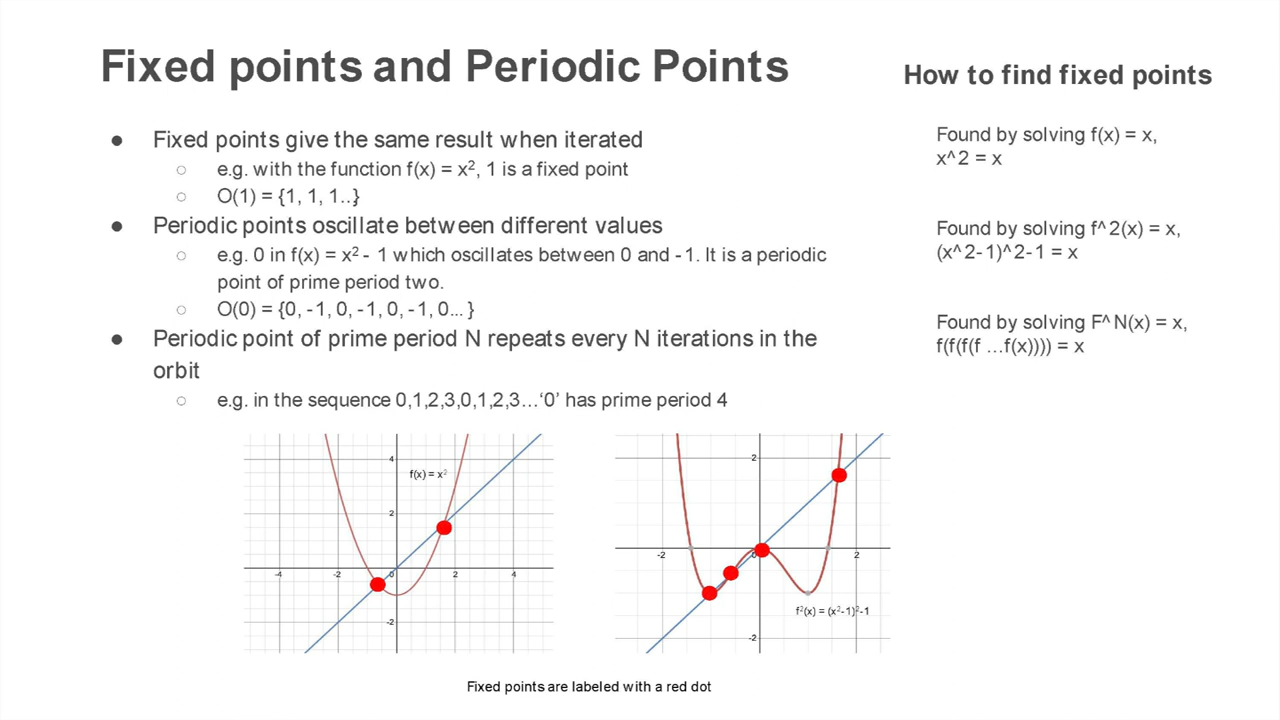 Fixed points and Periodic Points
● Fixed points give the same result when iterated
○ e.g. with the function f(x) = x², 1 is a fixed point
○ O(1) = {1, 1, 1..}
● Periodic points oscillate between different values
○ e.g. 0 in f(x) = x² - 1 which oscillates between 0 and -1. It is a periodic
point of prime period two.
○ O(0) = {0, -1, 0, -1, 0, -1, 0... }
● Periodic point of prime period N repeats every N iterations in the
orbit
○ e.g. in the sequence 0,1,2,3,0,1,2,3…‘0’ has prime period 4
How to find fixed points
Found by solving f(x) = x,
x^2 = x
Found by solving f^2(x) = x,
(x^2-1)^2-1 = x
Found by solving F^N(x) = x,
f(f(f(f …f(x)))) = x
4
f(x) = x²
2
-4 -2 0 2 4
-2
2
-2 0 2
f²(x) = (x²-1)²-1
-2
Fixed points are labeled with a red dot